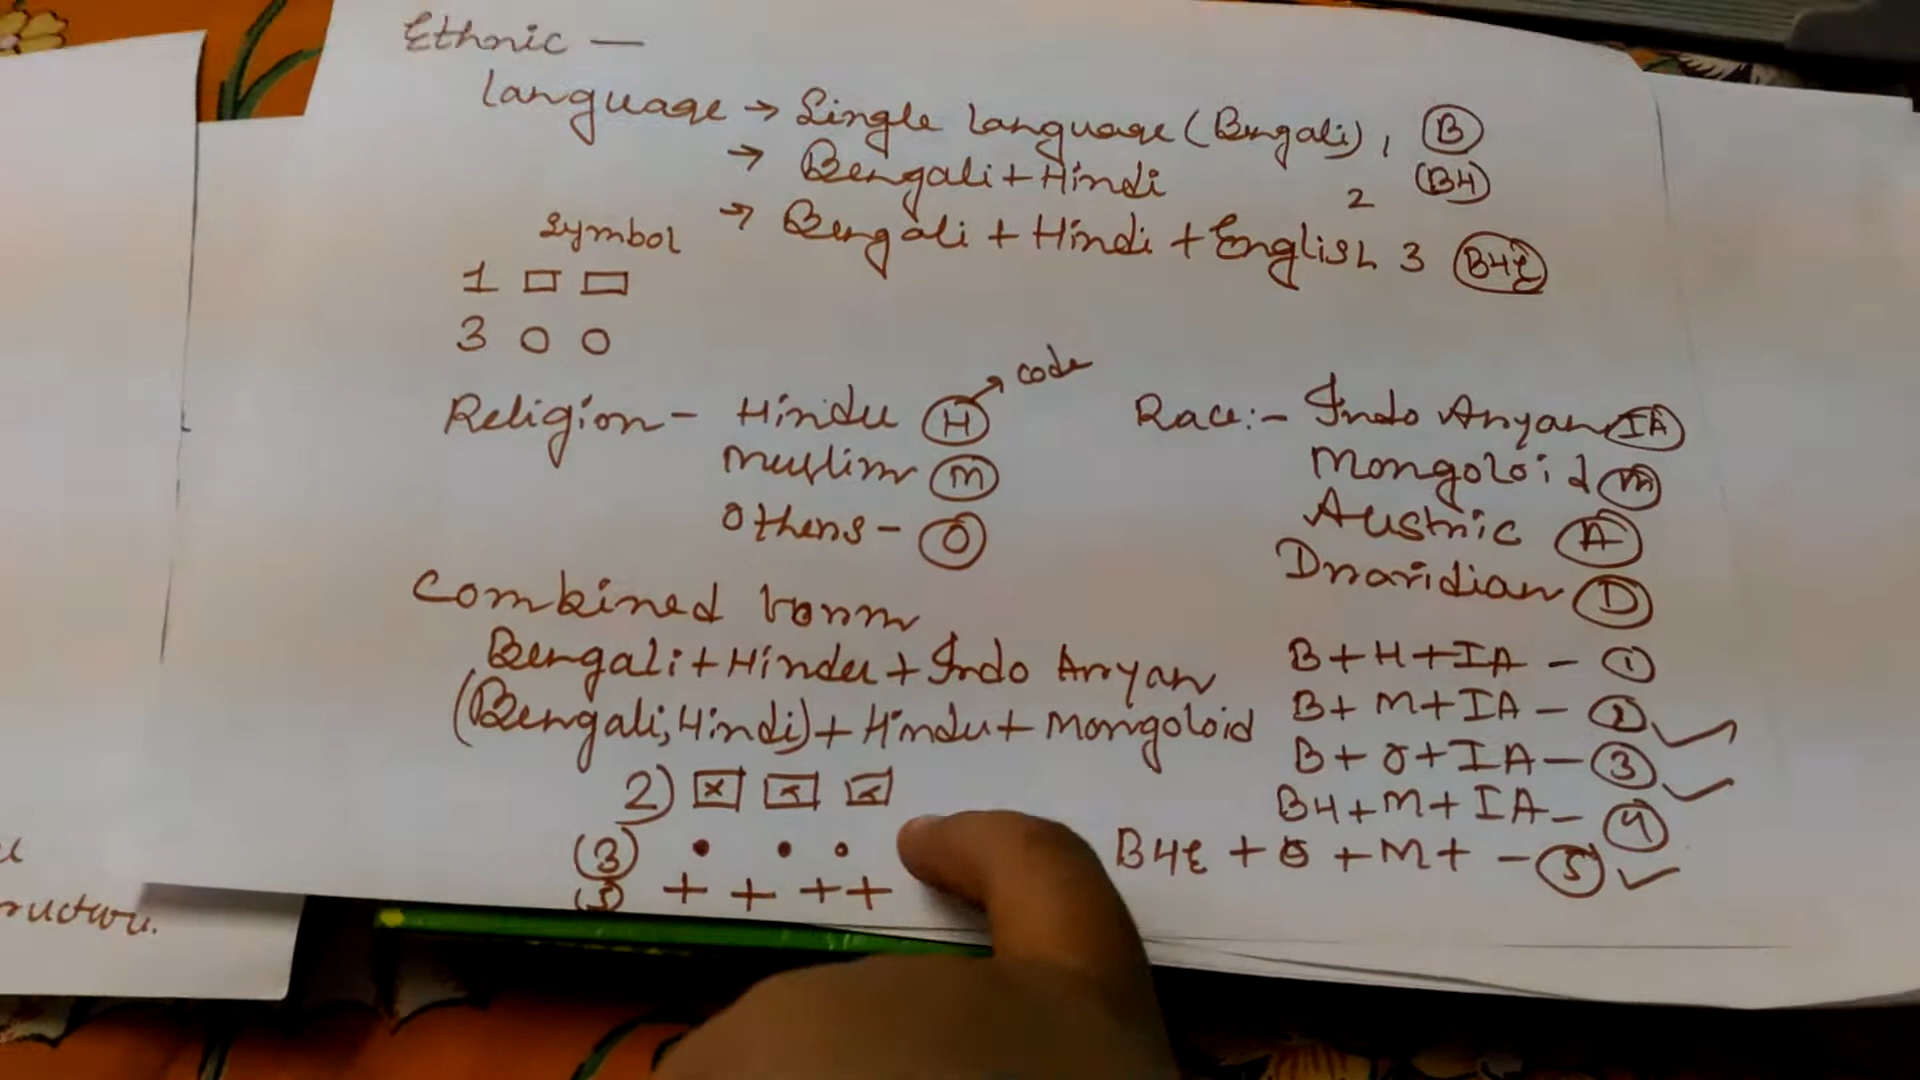 Ethnic —
Language → Single Language (Bengali), 1 (B)
→ Bengali + Hindi 2 (BH)
→ Bengali + Hindi + English 3 (BHE)
Symbol
1 □ □
3 ○ ○
code
Religion - Hindu (H)
Muslim (M)
Others - (O)
Race:- Indo Aryan (IA)
Mongoloid (M)
Austric (A)
Draridian (D)
Combined form
Bengali + Hindu + Indo Aryan
(Bengali, Hindi) + Hindu + Mongoloid
2)
(3) • • •
(5) + + + +
B + H + IA - (1)
B + M + IA - (2) ✓
B + O + IA - (3) ✓
BH + M + IA - (4)
BHE + O + M + - (5) ✓